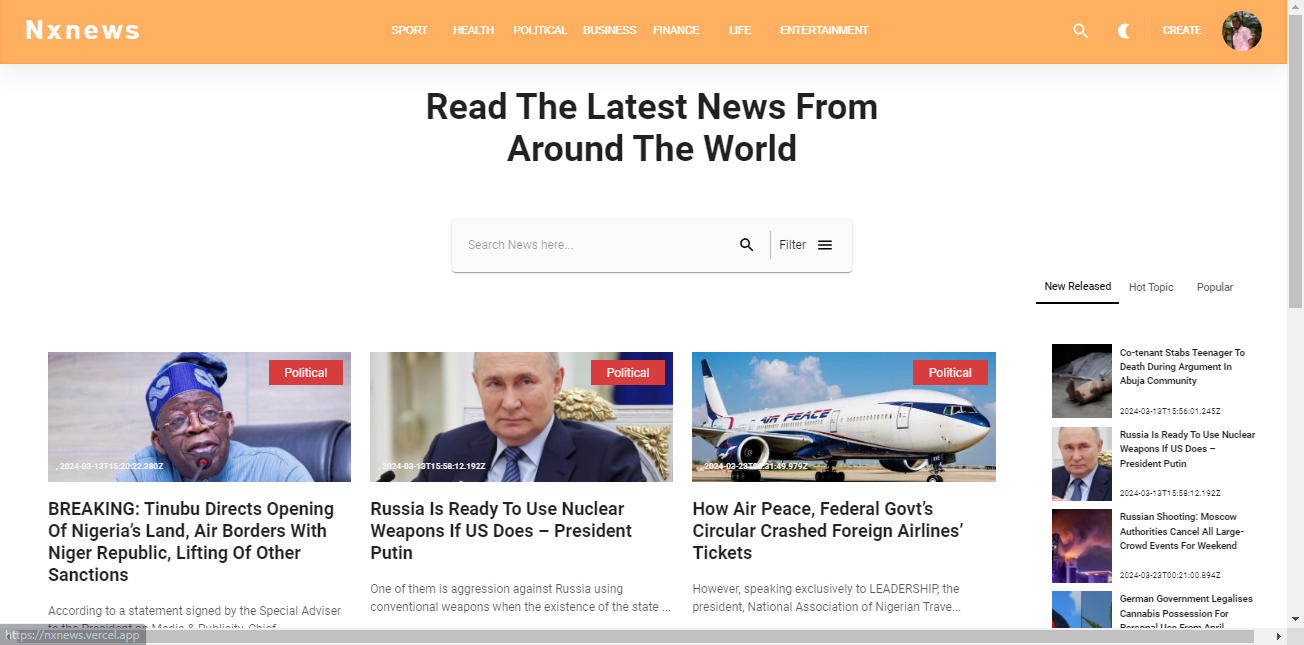 Nxnews
SPORT HEALTH POLITICAL BUSINESS FINANCE LIFE ENTERTAINMENT
CREATE
Read The Latest News From
Around The World
Search News here...
Filter
New Released Hot Topic Popular
Political
, 2024-03-13T15:20:22.380Z
BREAKING: Tinubu Directs Opening
Of Nigeria’s Land, Air Borders With
Niger Republic, Lifting Of Other
Sanctions
According to a statement signed by the Special Adviser
to the President on Media & Publicity, Chief
Political
, 2024-03-13T15:58:12.192Z
Russia Is Ready To Use Nuclear
Weapons If US Does – President
Putin
One of them is aggression against Russia using
conventional weapons when the existence of the state ...
Political
AIR PEACE
, 2024-03-23T08:31:49.979Z
How Air Peace, Federal Govt’s
Circular Crashed Foreign Airlines’
Tickets
However, speaking exclusively to LEADERSHIP, the
president, National Association of Nigerian Trave...
Co-tenant Stabs Teenager To
Death During Argument In
Abuja Community
2024-03-13T15:56:01.245Z
Russia Is Ready To Use Nuclear
Weapons If US Does –
President Putin
2024-03-13T15:58:12.192Z
Russian Shooting: Moscow
Authorities Cancel All Large-
Crowd Events For Weekend
2024-03-23T00:21:00.894Z
German Government Legalises
Cannabis Possession For
Personal Use From April
https://nxnews.vercel.app